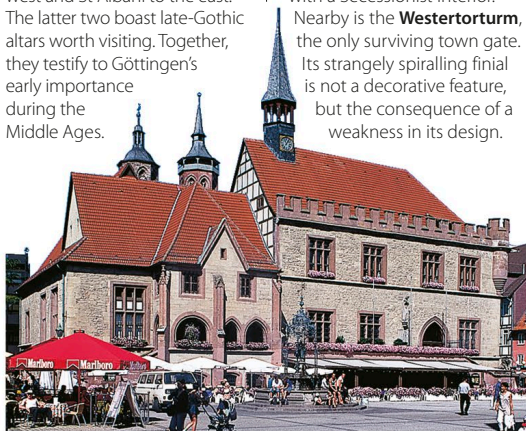 west and St Albani to the east.
The latter two boast late-Gothic
altars worth visiting. Together,
they testify to Göttingen's
early importance
during the
Middle Ages.
with a Secessionist interior.
Nearby is the Westertorturm,
the only surviving town gate.
Its strangely spiralling finial
is not a decorative feature,
but the consequence of a
weakness in its design.
Marlboro
Marlboro